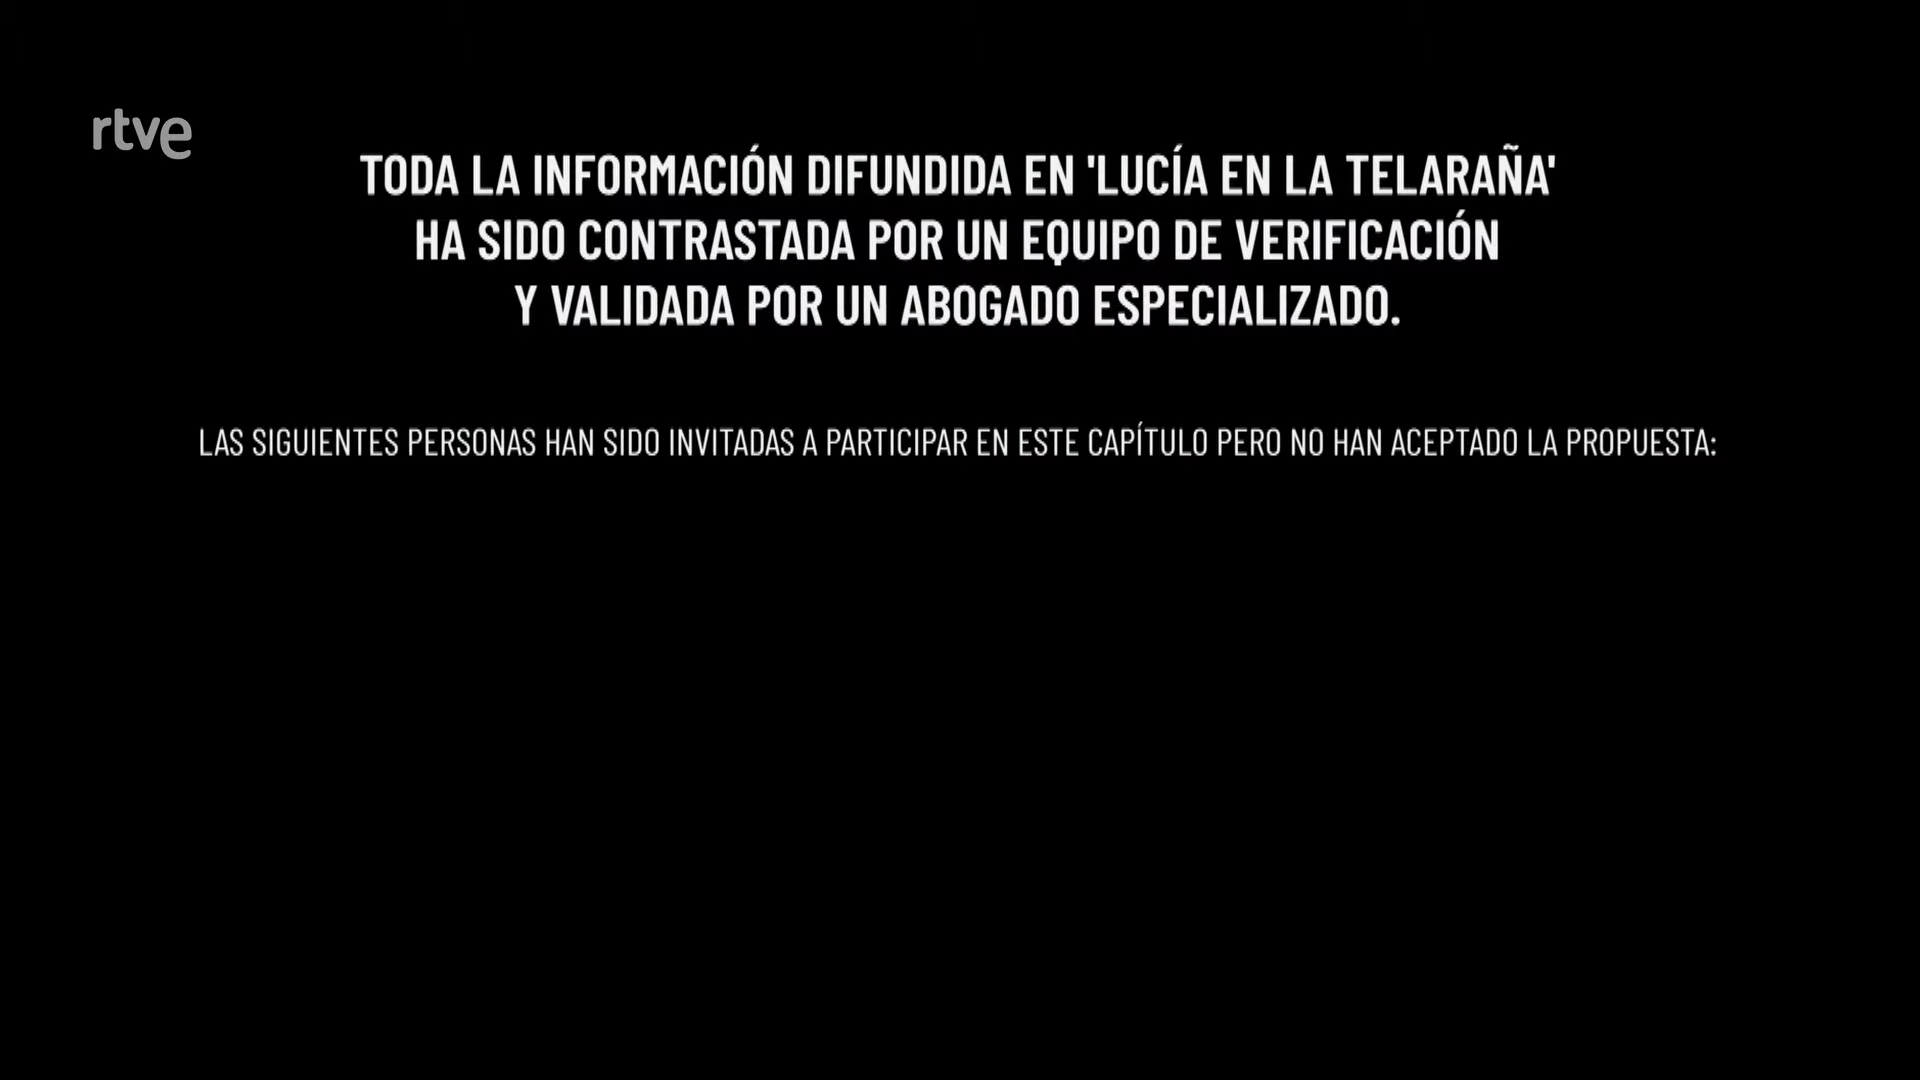 rtve
TODA LA INFORMACIÓN DIFUNDIDA EN 'LUCÍA EN LA TELARAÑA'
HA SIDO CONTRASTADA POR UN EQUIPO DE VERIFICACIÓN
Y VALIDADA POR UN ABOGADO ESPECIALIZADO.
LAS SIGUIENTES PERSONAS HAN SIDO INVITADAS A PARTICIPAR EN ESTE CAPÍTULO PERO NO HAN ACEPTADO LA PROPUESTA: